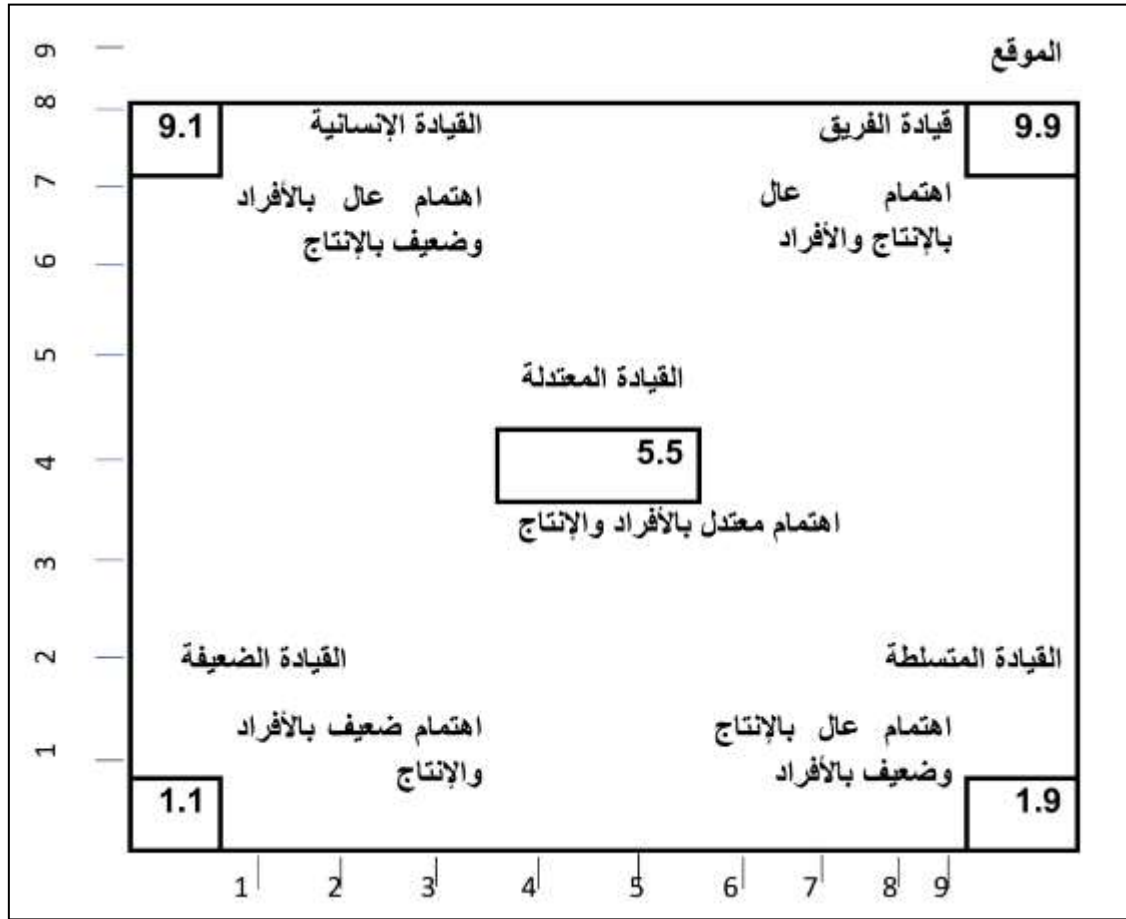 الموقع
9
8
9.9
قيادة الفريق
القيادة الإنسانية
9.1
7
اهتمام عال
بالإنتاج والأفراد
اهتمام عال بالأفراد
وضعيف بالإنتاج
6
5
القيادة المعتدلة
5.5
4
اهتمام معتدل بالأفراد والإنتاج
3
القيادة المتسلطة
القيادة الضعيفة
2
اهتمام عال بالإنتاج
وضعيف بالأفراد
اهتمام ضعيف بالأفراد
والإنتاج
1
1.9
1.1
1 2 3 4 5 6 7 8 9